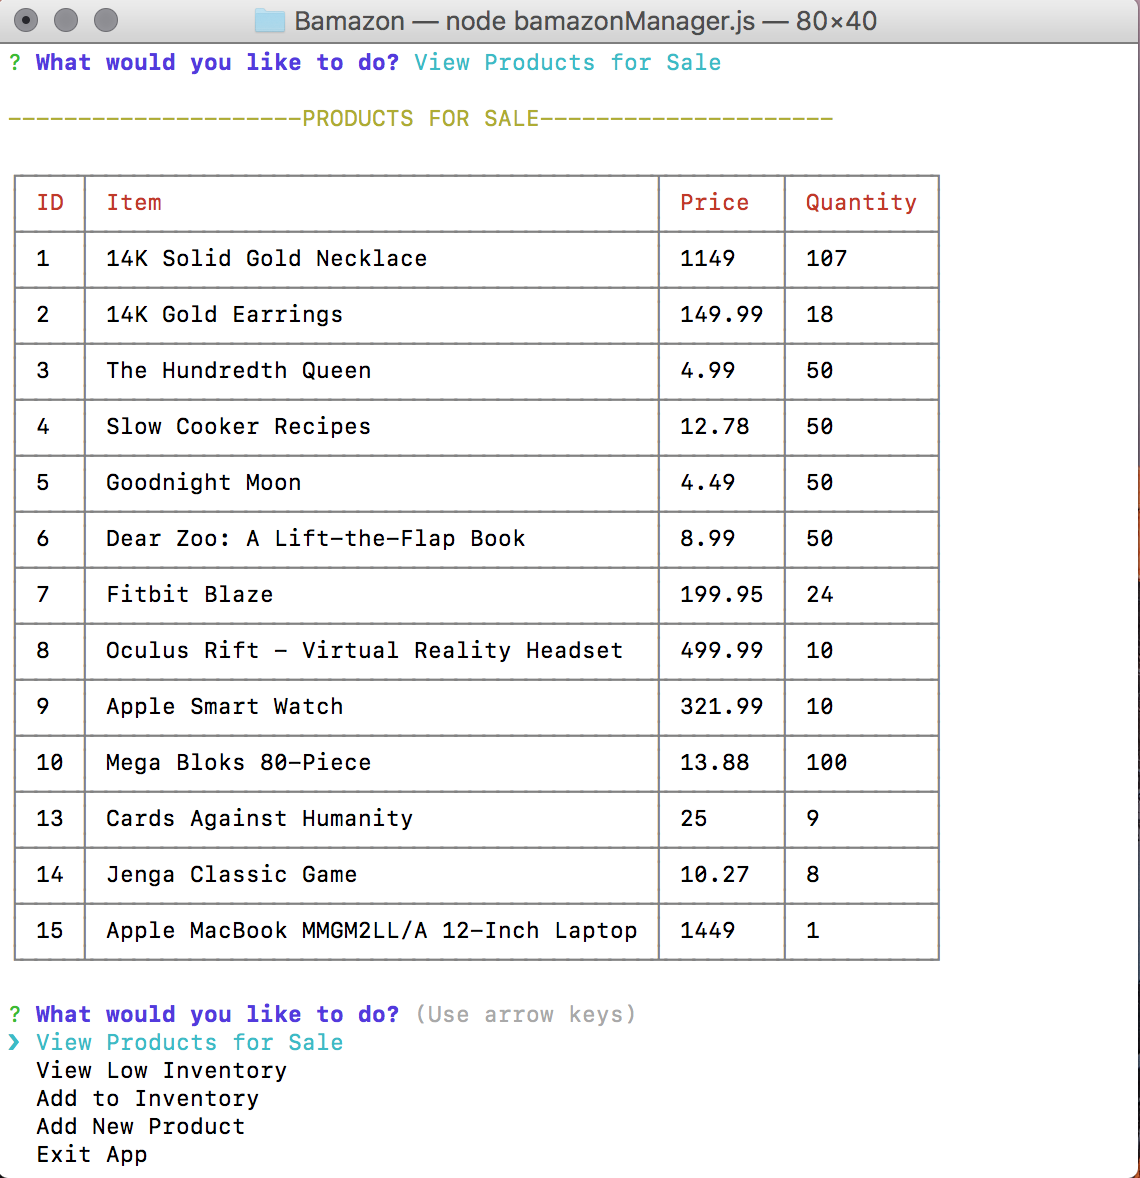 Bamazon — node bamazonManager.js — 80×40
? What would you like to do? View Products for Sale
---------------------PRODUCTS FOR SALE---------------------
ID Item Price Quantity
1 14K Solid Gold Necklace 1149 107
2 14K Gold Earrings 149.99 18
3 The Hundredth Queen 4.99 50
4 Slow Cooker Recipes 12.78 50
5 Goodnight Moon 4.49 50
6 Dear Zoo: A Lift-the-Flap Book 8.99 50
7 Fitbit Blaze 199.95 24
8 Oculus Rift - Virtual Reality Headset 499.99 10
9 Apple Smart Watch 321.99 10
10 Mega Bloks 80-Piece 13.88 100
13 Cards Against Humanity 25 9
14 Jenga Classic Game 10.27 8
15 Apple MacBook MMGM2LL/A 12-Inch Laptop 1449 1
? What would you like to do? (Use arrow keys)
❯ View Products for Sale
View Low Inventory
Add to Inventory
Add New Product
Exit App